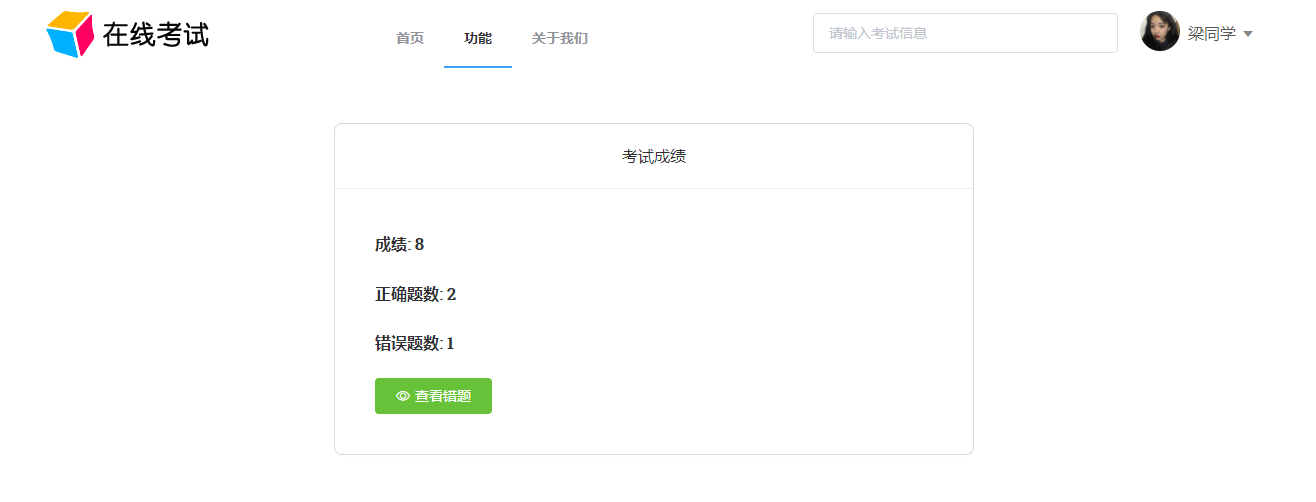 在线考试
首页
功能
关于我们
请输入考试信息
梁同学
考试成绩
成绩: 8
正确题数: 2
错误题数: 1
查看错题